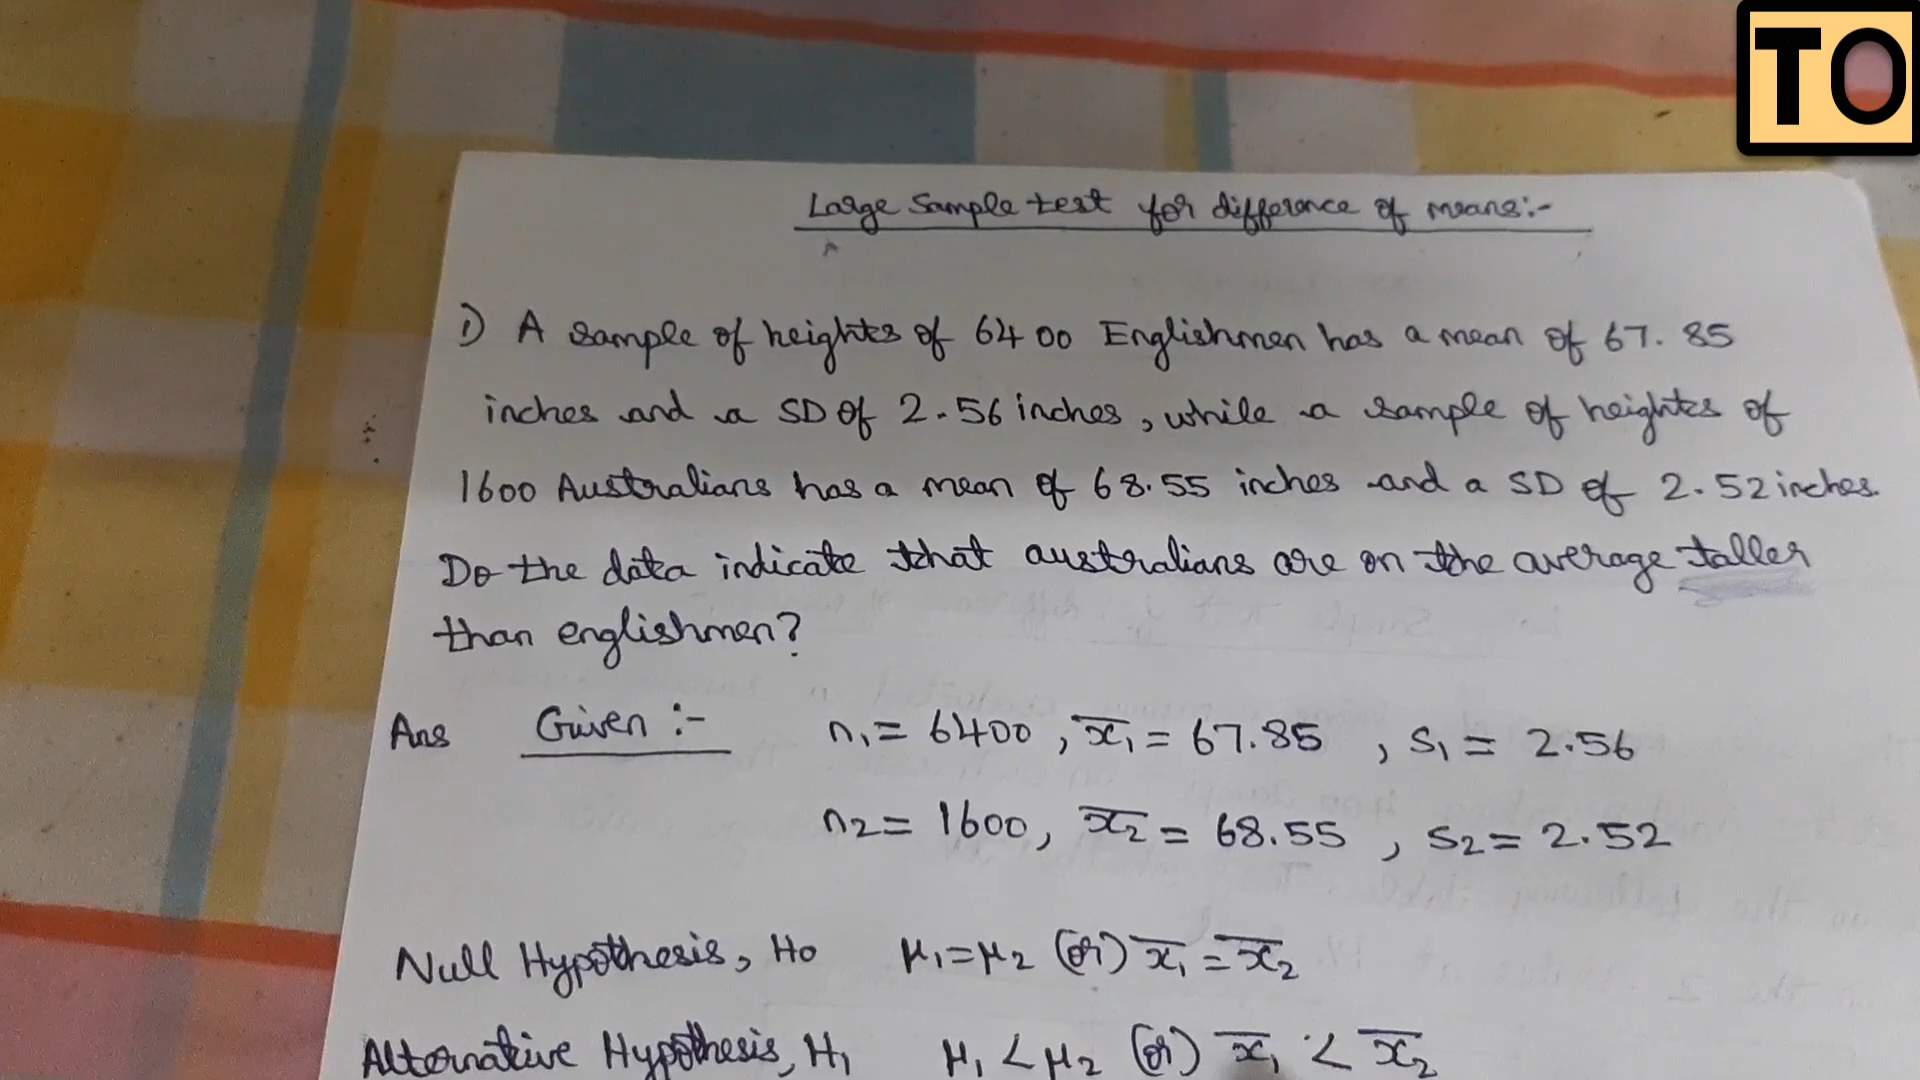 TO
Large Sample test for difference of means:-
1) A sample of heights of 6400 Englishmen has a mean of 67.85
inches and a SD of 2.56 inches, while a sample of heights of
1600 Australians has a mean of 68.55 inches and a SD of 2.52 inches.
Do the data indicate that australians are on the average taller
than englishmen?
Ans Given :- n₁ = 6400, x̅₁ = 67.85, s₁ = 2.56
n₂ = 1600, x̅₂ = 68.55, s₂ = 2.52
Null Hypothesis, H₀ μ₁=μ₂ (or) x̅₁ = x̅₂
Alternative Hypothesis, H₁ μ₁ < μ₂ (or) x̅₁ < x̅₂